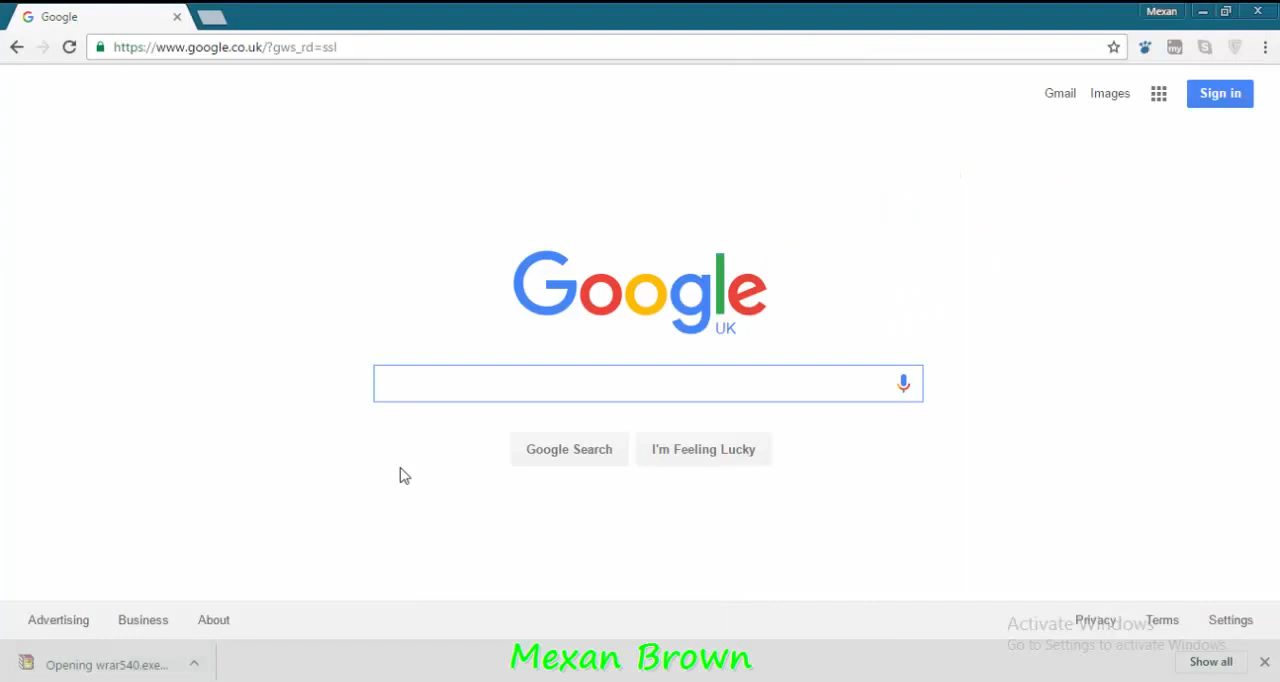 Google
Mexan
https://www.google.co.uk/?gws_rd=ssl
my
Gmail
Images
Sign in
Google
UK
Google Search
I'm Feeling Lucky
Advertising
Business
About
Privacy
Terms
Settings
Activate Windows
Go to Settings to activate Windows.
Opening wrar540.exe...
Mexan Brown
Show all